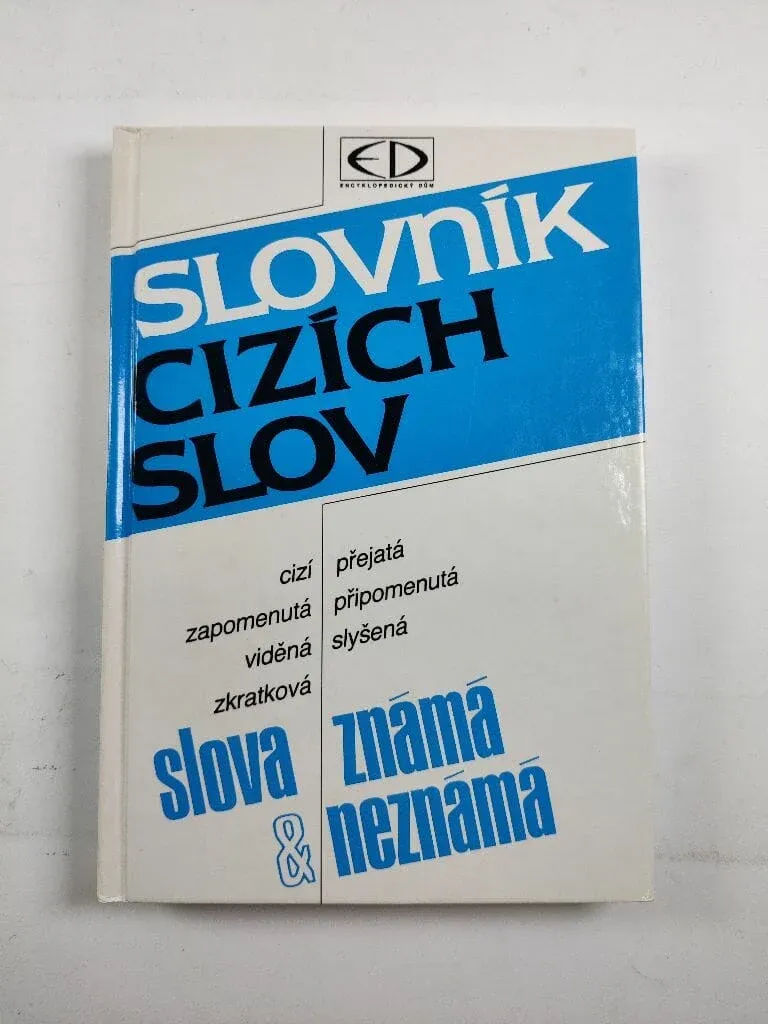 ED
ENCYKLOPEDICKÝ DŮM
SLOVNÍK
CIZÍCH
SLOV
cizí přejatá
zapomenutá připomenutá
viděná slyšená
zkratková
slova známá
& neznámá